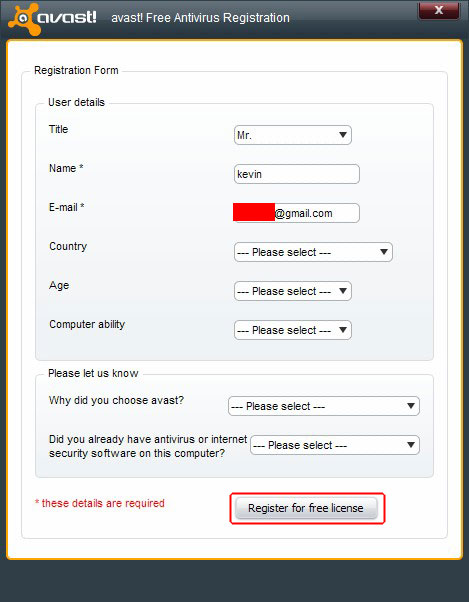 avast! avast! Free Antivirus Registration X
Registration Form
User details
Title Mr.
Name * kevin
E-mail * @gmail.com
Country --- Please select ---
Age --- Please select ---
Computer ability --- Please select ---
Please let us know
Why did you choose avast? --- Please select ---
Did you already have antivirus or internet --- Please select ---
security software on this computer?
* these details are required Register for free license